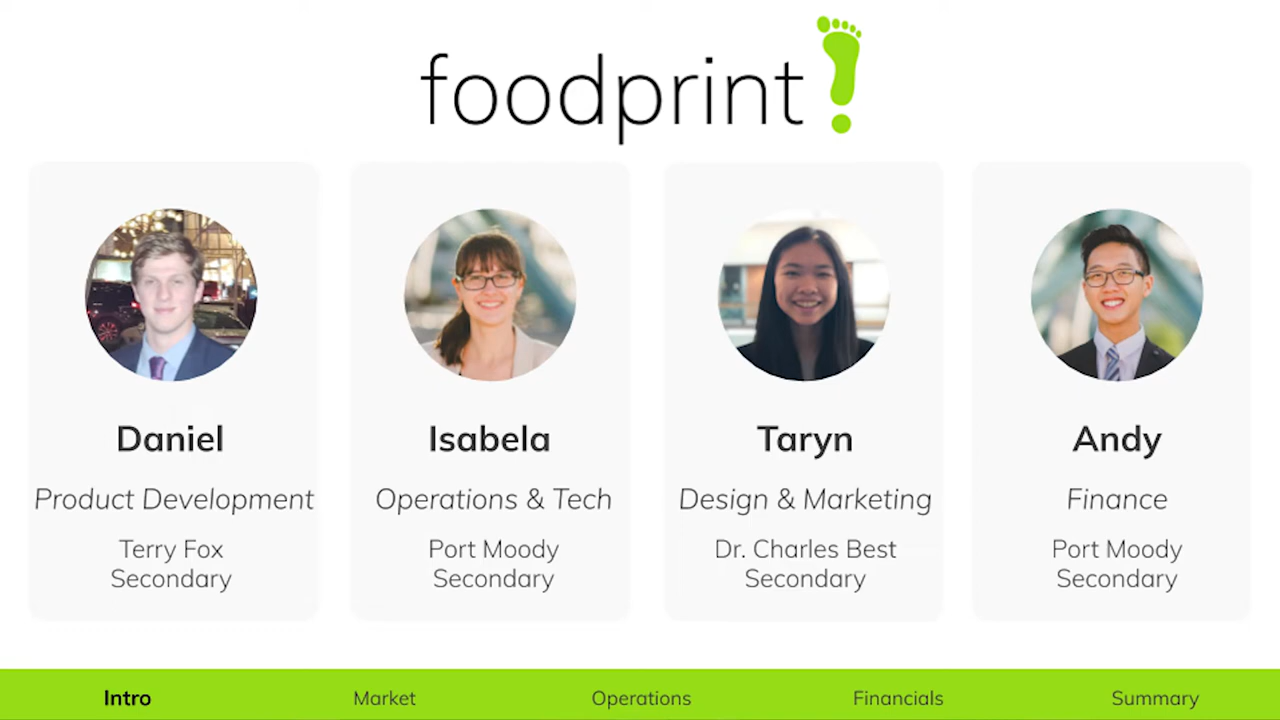 foodprint!
Daniel
Product Development
Terry Fox
Secondary
Isabela
Operations & Tech
Port Moody
Secondary
Taryn
Design & Marketing
Dr. Charles Best
Secondary
Andy
Finance
Port Moody
Secondary
Intro
Market
Operations
Financials
Summary